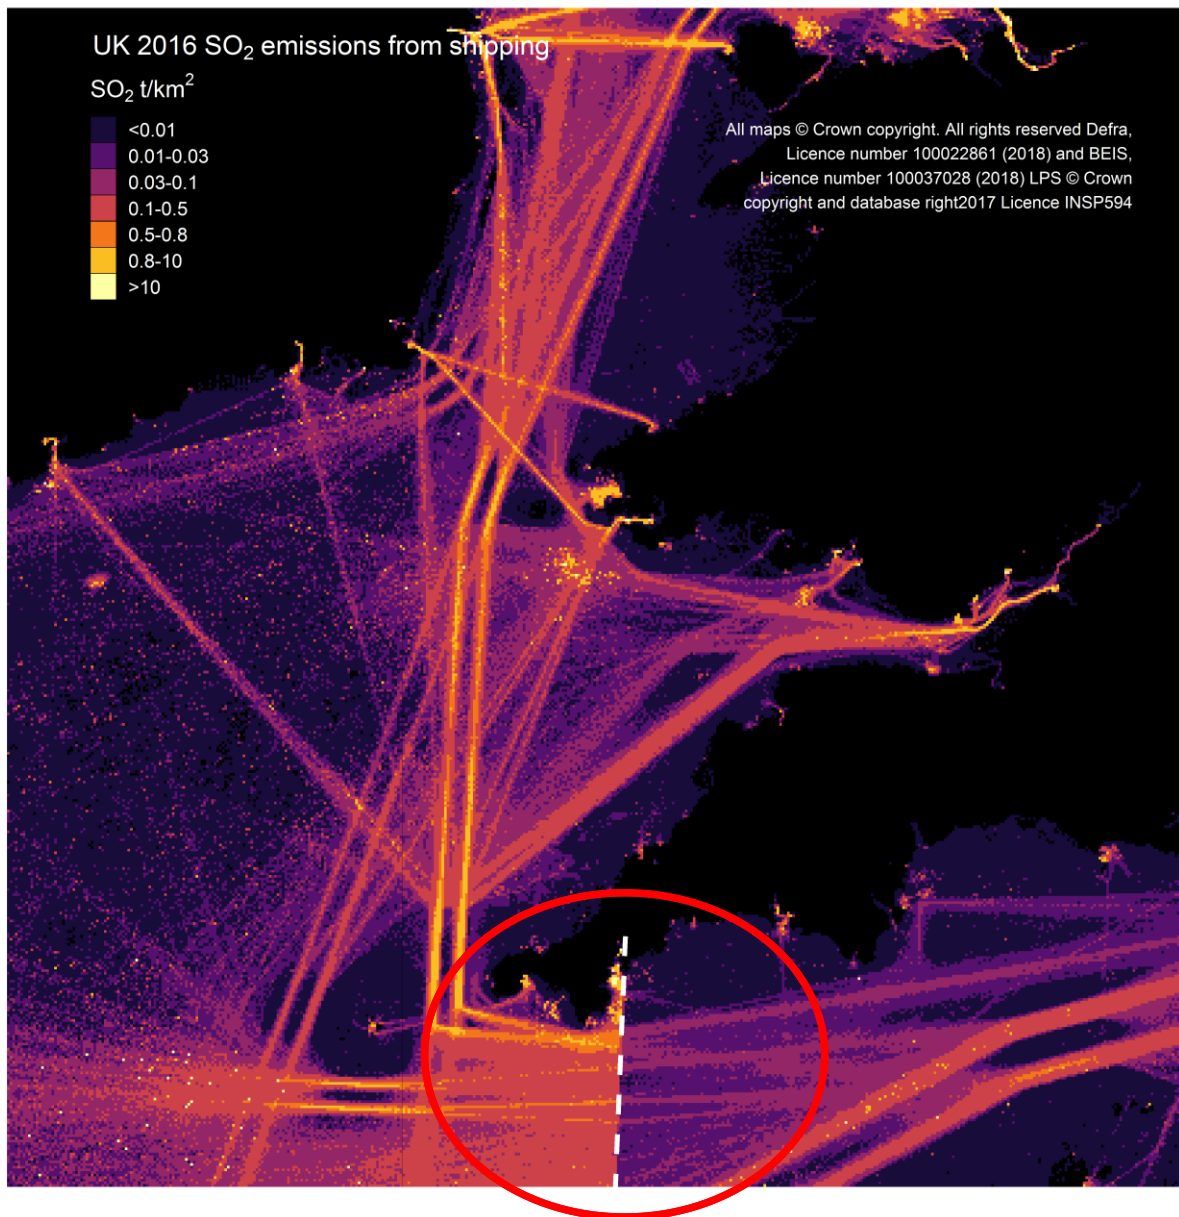 UK 2016 SO₂ emissions from shipping
SO₂ t/km²
<0.01
0.01-0.03
0.03-0.1
0.1-0.5
0.5-0.8
0.8-10
>10
All maps © Crown copyright. All rights reserved Defra,
Licence number 100022861 (2018) and BEIS,
Licence number 100037028 (2018) LPS © Crown
copyright and database right2017 Licence INSP594